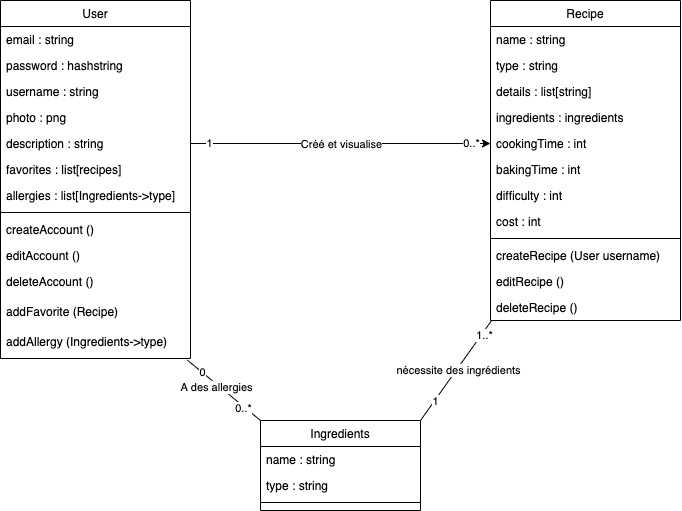 User
email : string
password : hashstring
username : string
photo : png
description : string
favorites : list[recipes]
allergies : list[Ingredients->type]
createAccount ()
editAccount ()
deleteAccount ()
addFavorite (Recipe)
addAllergy (Ingredients->type)
1
Créé et visualise
0..*
Recipe
name : string
type : string
details : list[string]
ingredients : ingredients
cookingTime : int
bakingTime : int
difficulty : int
cost : int
createRecipe (User username)
editRecipe ()
deleteRecipe ()
0
A des allergies
0..*
1..*
nécessite des ingrédients
1
Ingredients
name : string
type : string